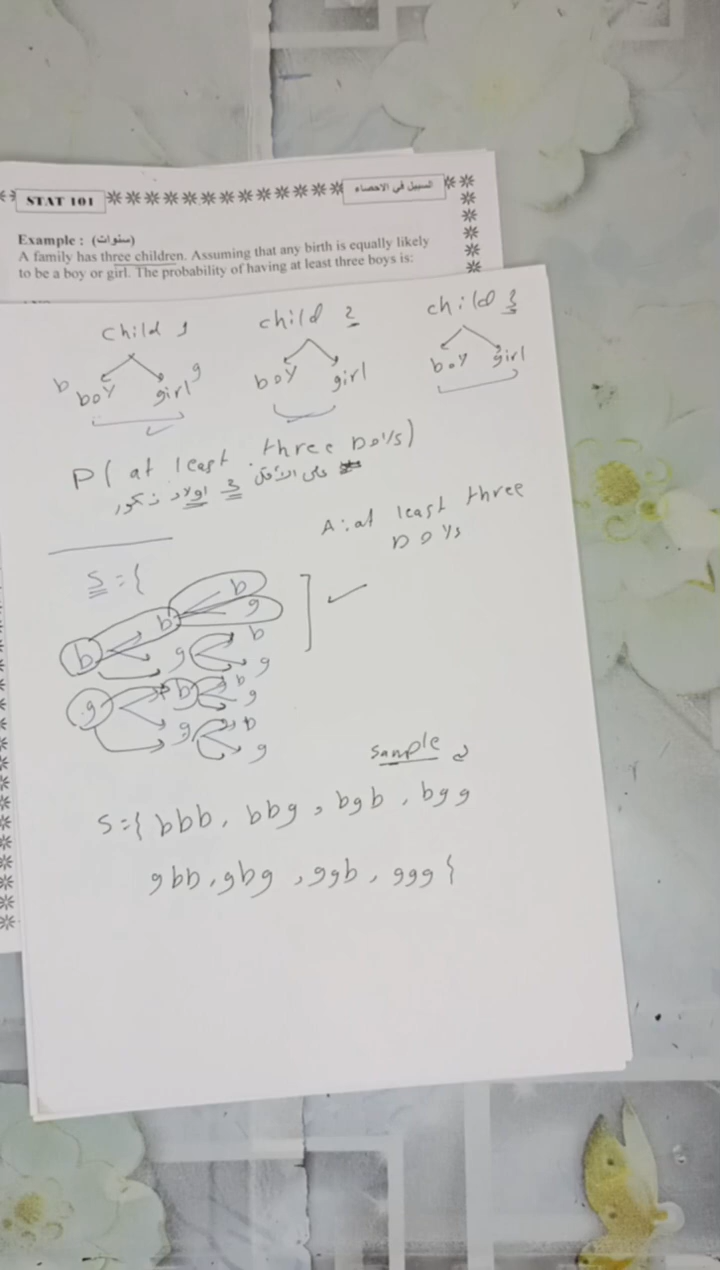 STAT 101 السبيل في الاحصاء
Example : (سنوات)
A family has three children. Assuming that any birth is equally likely
to be a boy or girl. The probability of having at least three boys is:
child 1 child 2 child 3
b boy girl g boy girl boy girl
P( at least three boys)
على الأقل 3 اولاد ذكور
A: at least three
boys
S={
b
b g
b g b
g
g b b
g
g b
g
sample
S={ bbb, bbg, bgb, bgg
gbb, gbg, ggb, ggg}